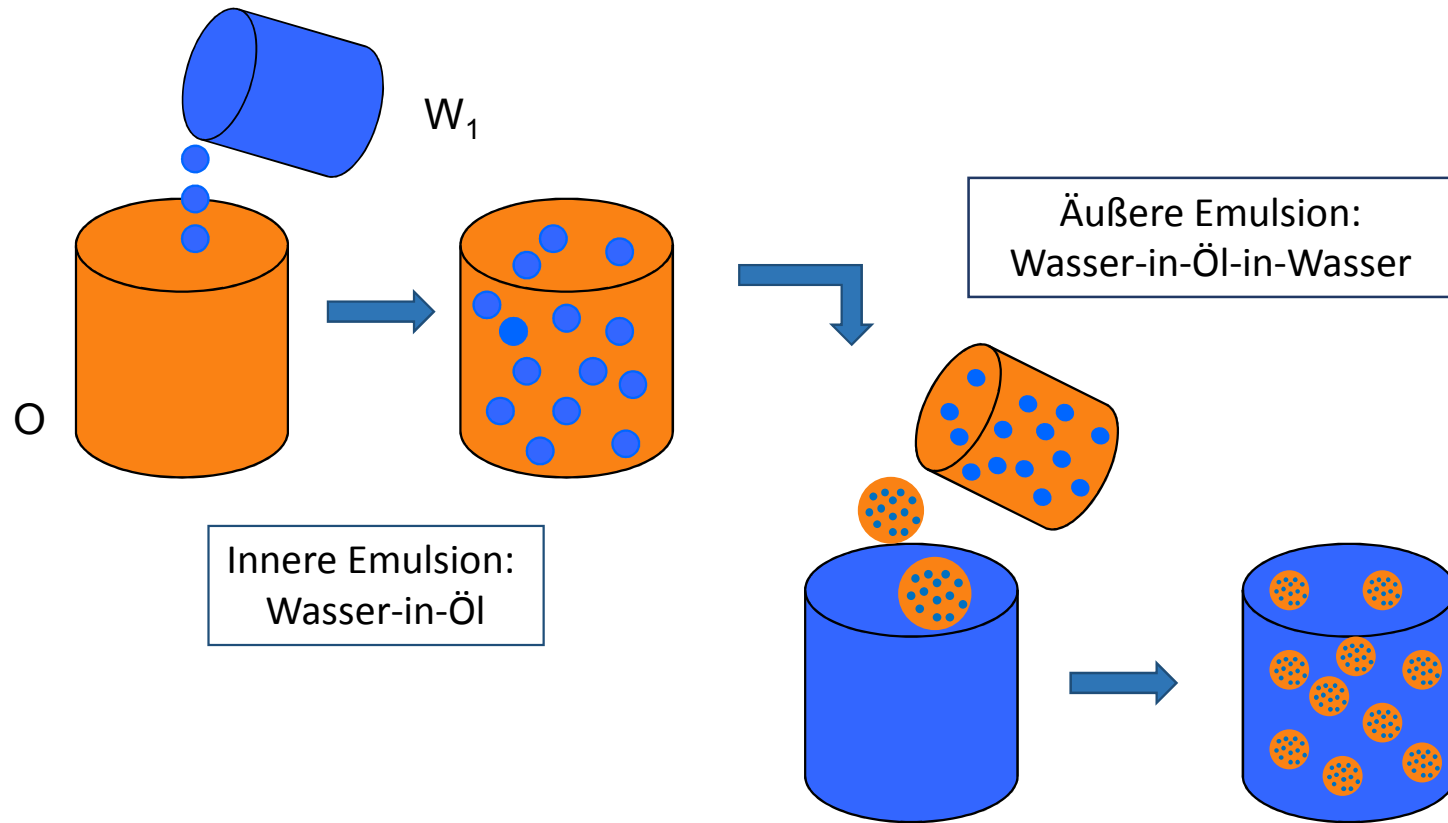 W₁
O
Innere Emulsion:
Wasser-in-Öl
Äußere Emulsion:
Wasser-in-Öl-in-Wasser